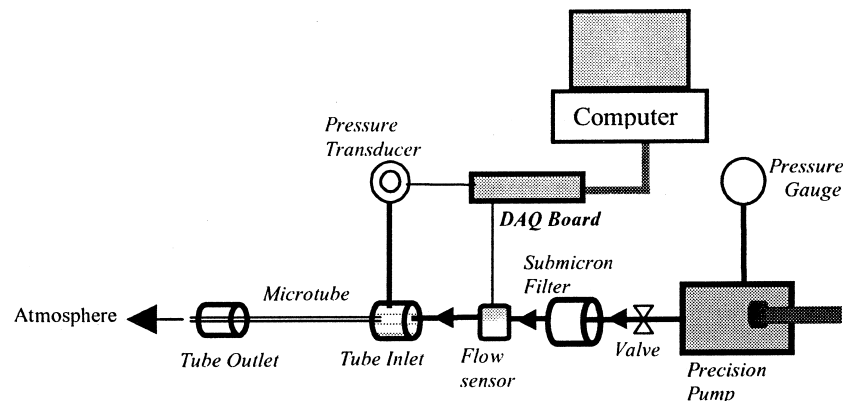 Computer
Pressure
Transducer
Pressure
Gauge
DAQ Board
Submicron
Filter
Microtube
Atmosphere
Tube Outlet
Tube Inlet
Flow
sensor
Valve
Precision
Pump